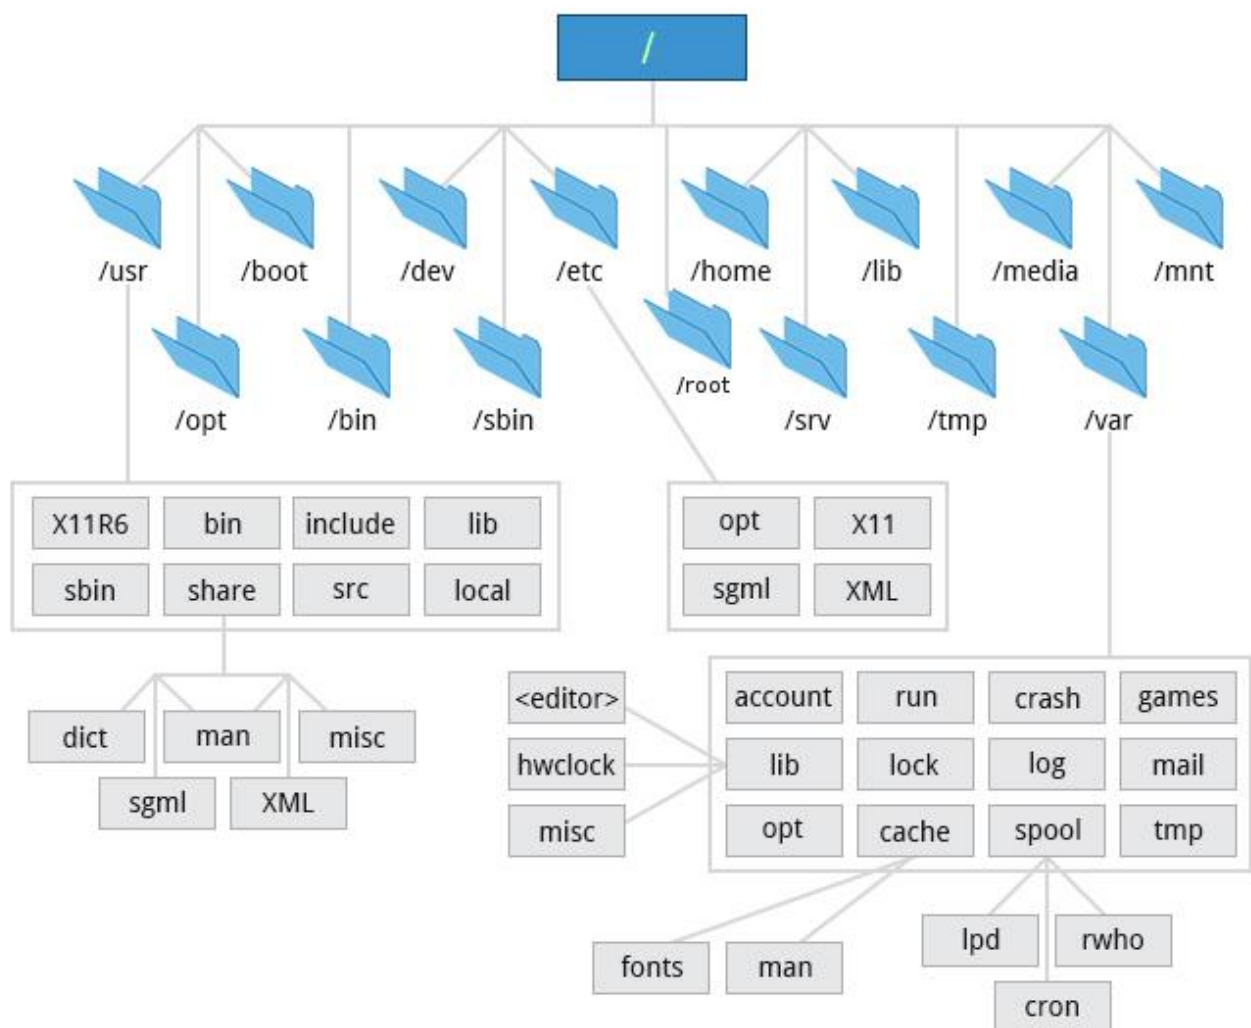 /
/usr /boot /dev /etc /home /lib /media /mnt
/root
/opt /bin /sbin /srv /tmp /var
X11R6 bin include lib
sbin share src local
opt X11
sgml XML
dict man misc
sgml XML
<editor> account run crash games
hwclock lib lock log mail
misc opt cache spool tmp
fonts man
lpd rwho
cron